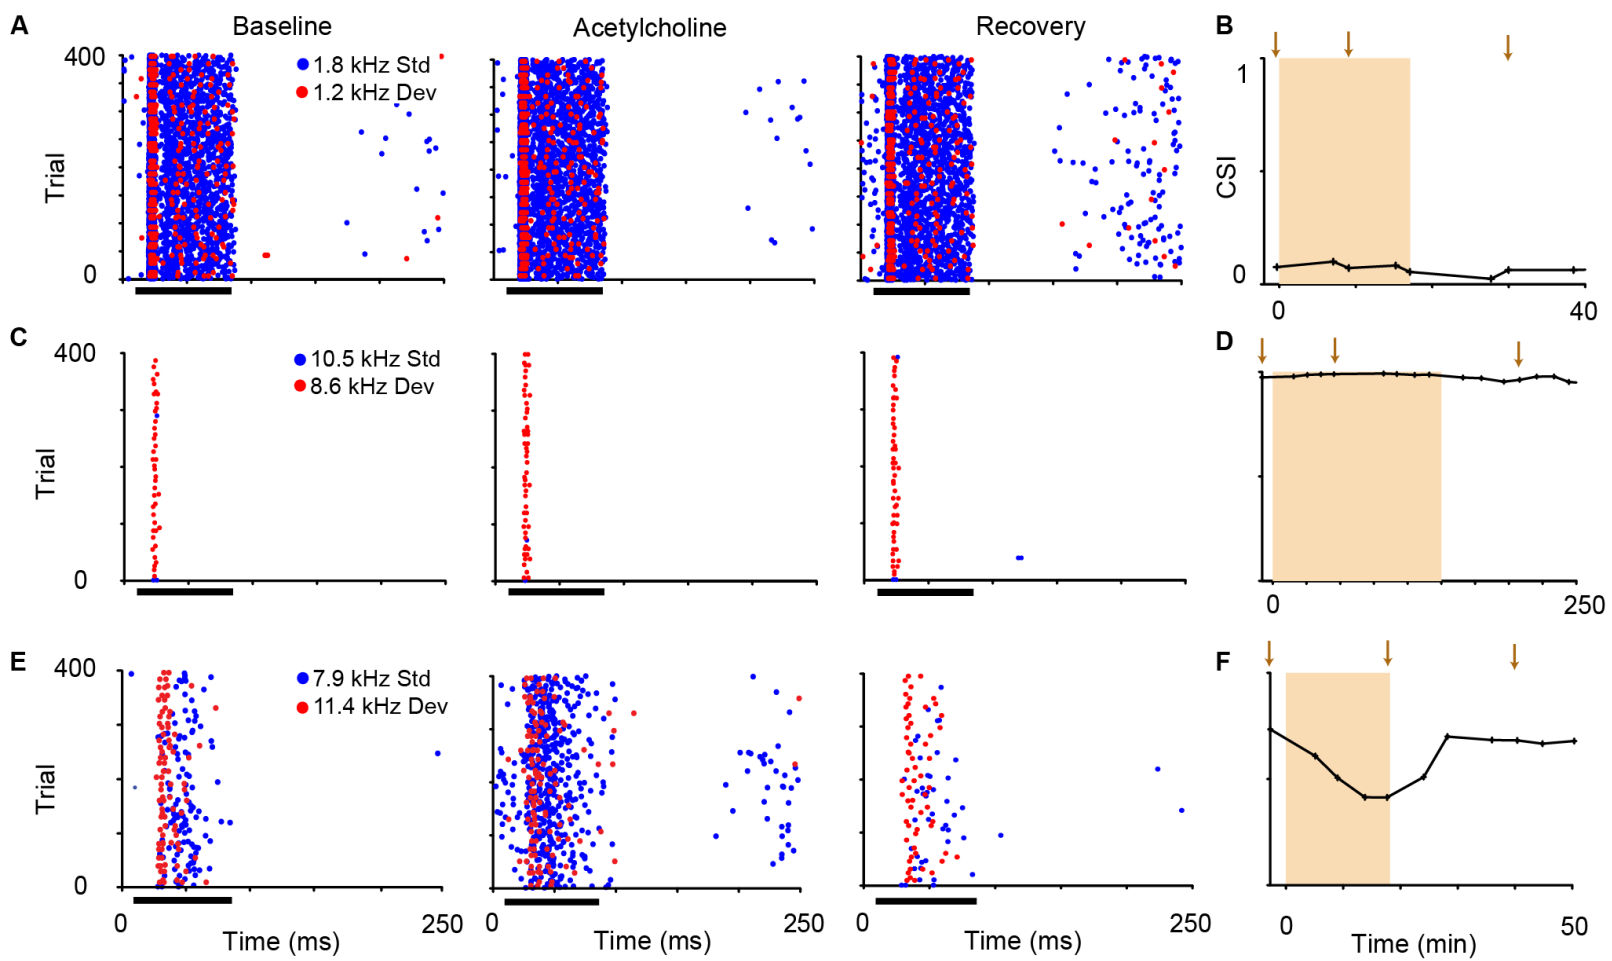 A Baseline Acetylcholine Recovery B
400 1.8 kHz Std
1.2 kHz Dev
Trial
0
1
CSI
0
0 40
C D
400 10.5 kHz Std
8.6 kHz Dev
Trial
0
0 250
E F
400 7.9 kHz Std
11.4 kHz Dev
Trial
0
0 250 0 250 0 250 0 50
Time (ms) Time (ms) Time (ms) Time (min)